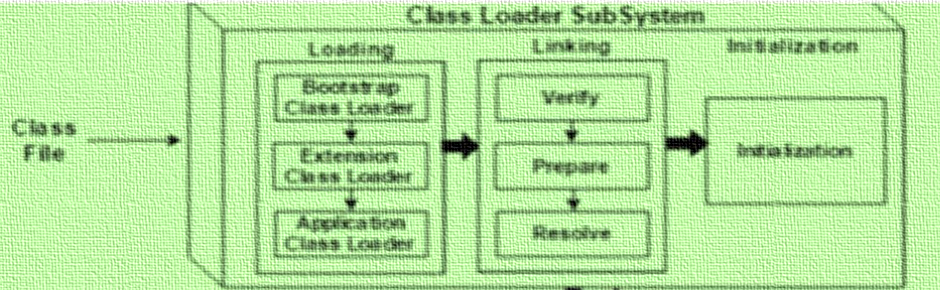 Class Loader SubSystem
Loading
Linking
Initialization
Class
File
Bootstrap
Class Loader
Extension
Class Loader
Application
Class Loader
Verify
Prepare
Resolve
Initialization